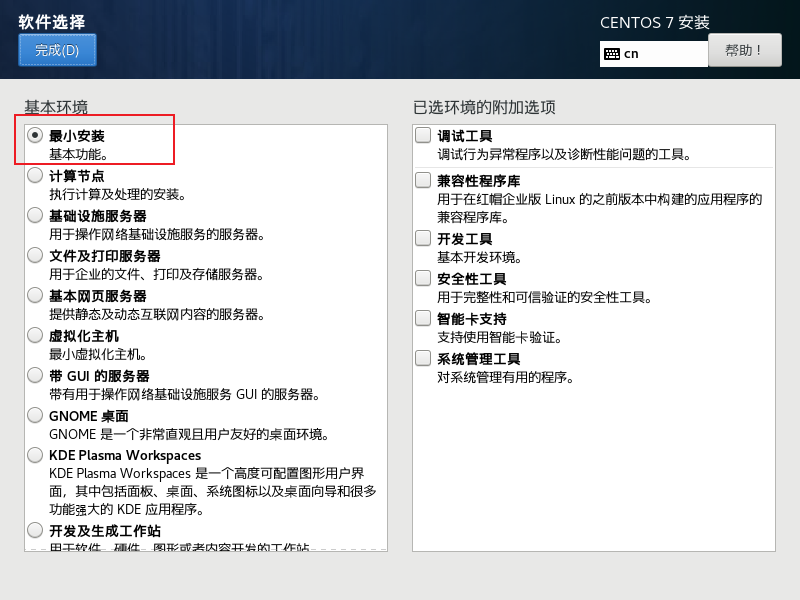 软件选择
CENTOS 7 安装
完成(D)
cn
帮助！
基本环境
最小安装
基本功能。
计算节点
执行计算及处理的安装。
基础设施服务器
用于操作网络基础设施服务的服务器。
文件及打印服务器
用于企业的文件、打印及存储服务器。
基本网页服务器
提供静态及动态互联网内容的服务器。
虚拟化主机
最小虚拟化主机。
带 GUI 的服务器
带有用于操作网络基础设施服务 GUI 的服务器。
GNOME 桌面
GNOME 是一个非常直观且用户友好的桌面环境。
KDE Plasma Workspaces
KDE Plasma Workspaces 是一个高度可配置图形用户界
面，其中包括面板、桌面、系统图标以及桌面向导和很多
功能强大的 KDE 应用程序。
开发及生成工作站
用于软件、硬件、图形或者内容开发的工作站
已选环境的附加选项
调试工具
调试行为异常程序以及诊断性能问题的工具。
兼容性程序库
用于在红帽企业版 Linux 的之前版本中构建的应用程序的
兼容程序库。
开发工具
基本开发环境。
安全性工具
用于完整性和可信验证的安全性工具。
智能卡支持
支持使用智能卡验证。
系统管理工具
对系统管理有用的程序。